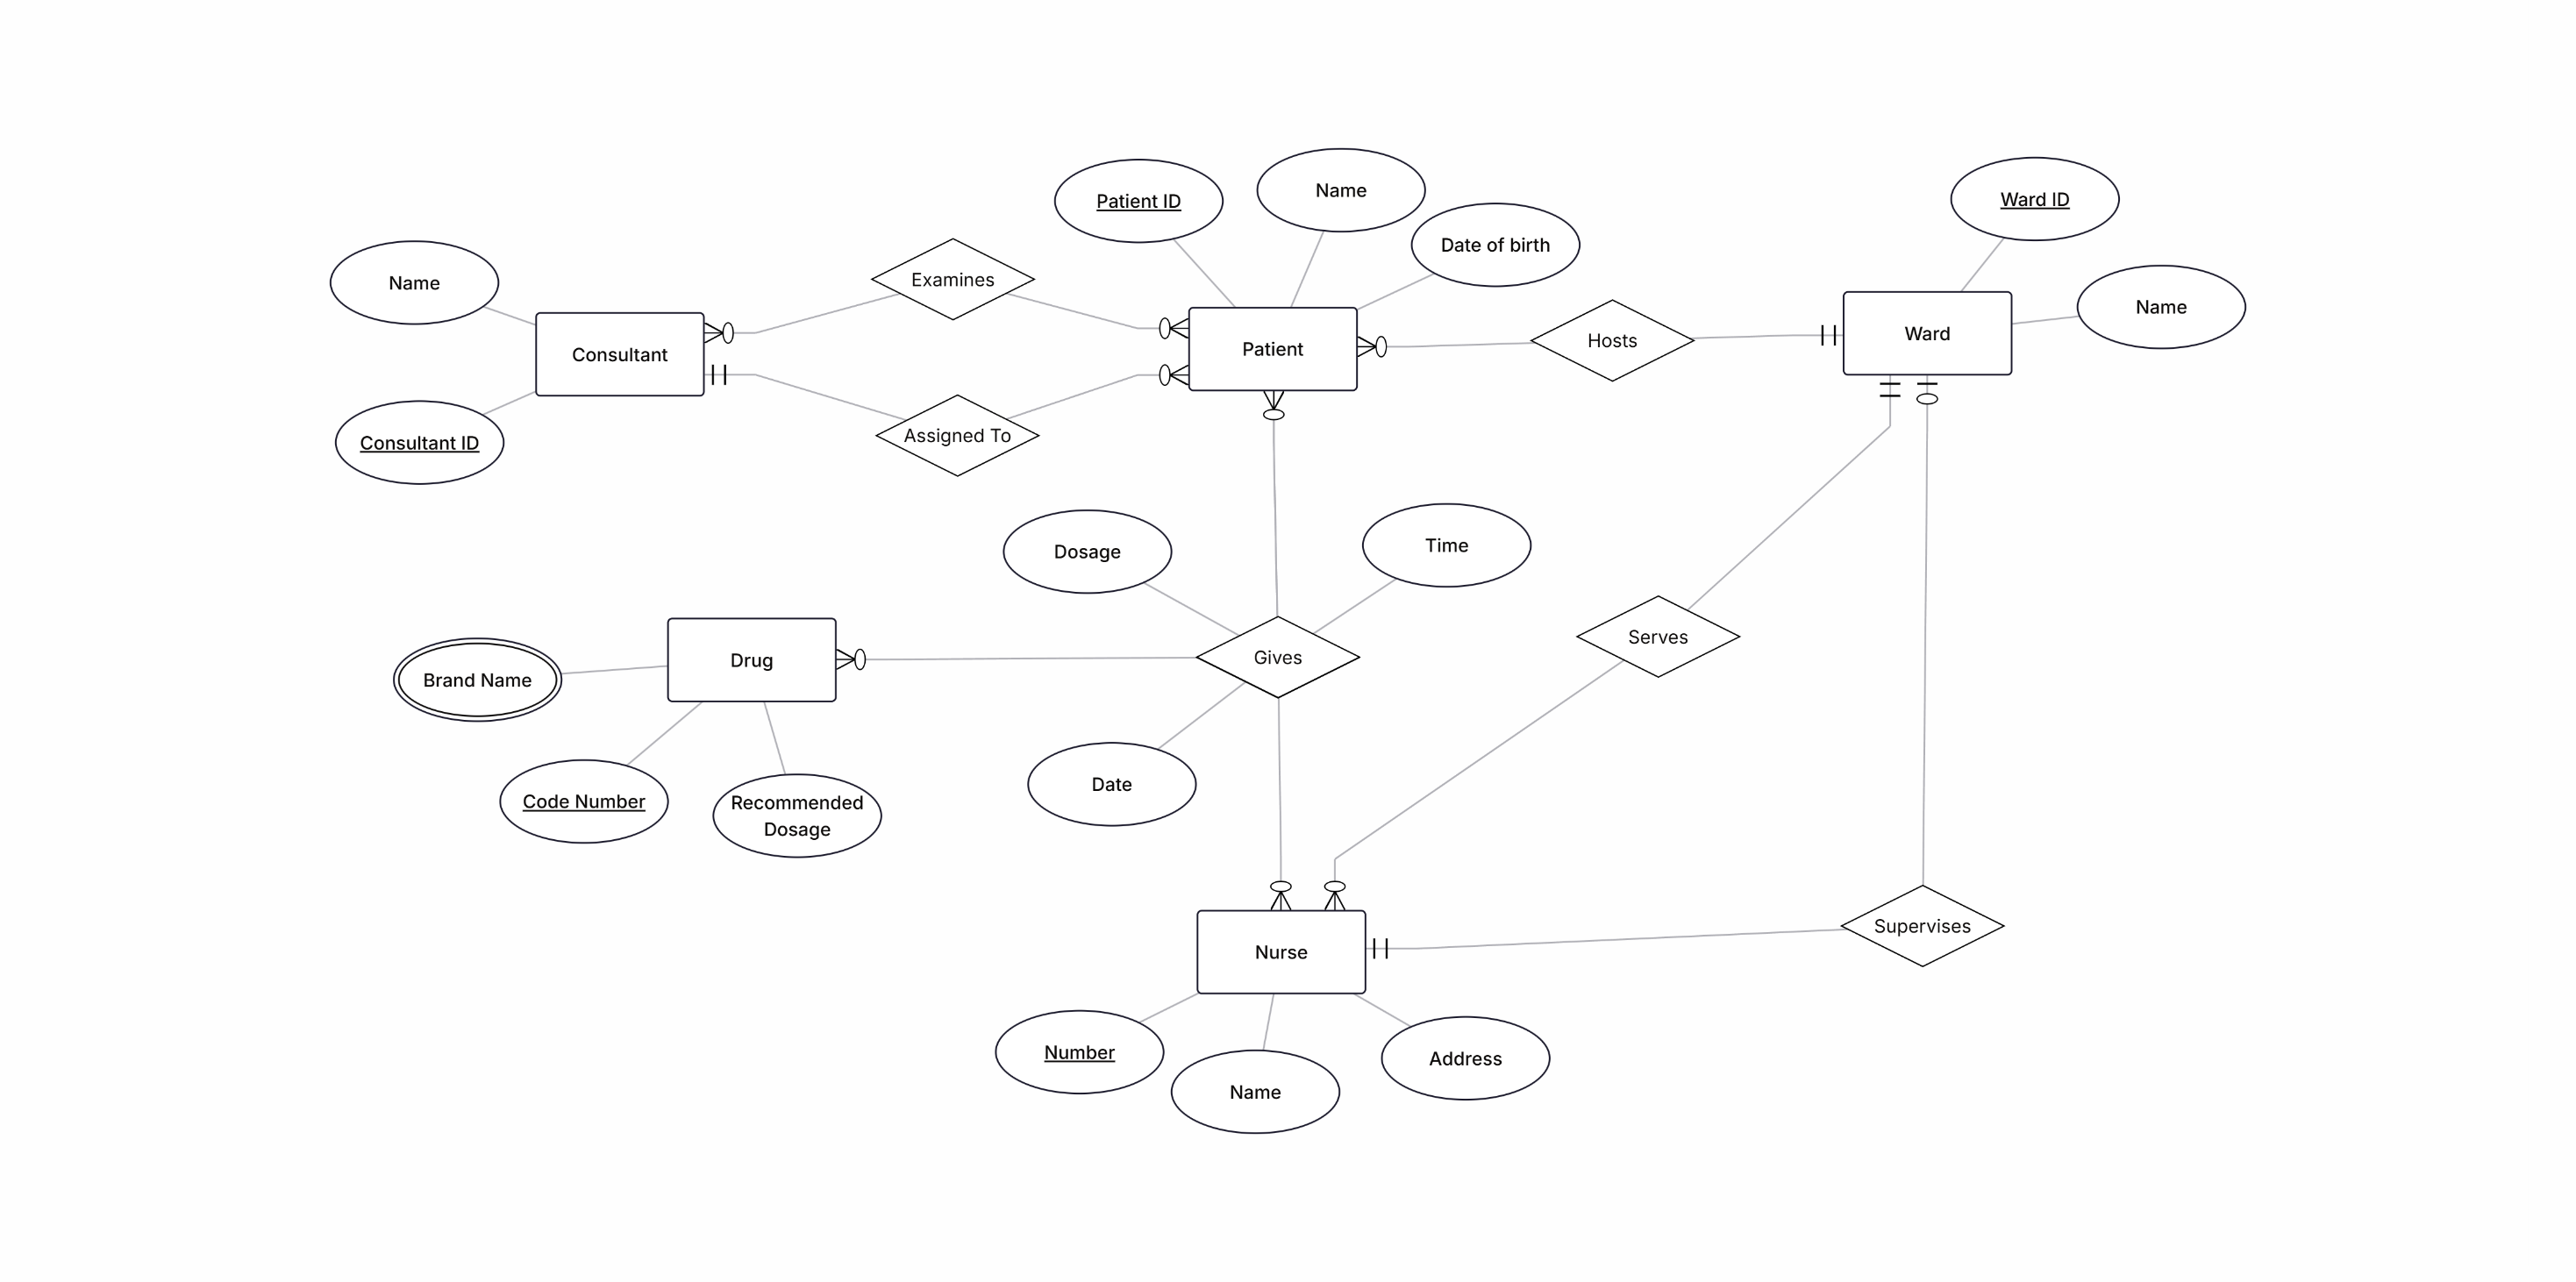 Patient ID
Name
Date of birth
Ward ID
Name
Name
Examines
Consultant
Patient
Hosts
Ward
Consultant ID
Assigned To
Dosage
Time
Brand Name
Drug
Gives
Serves
Code Number
Recommended
Dosage
Date
Nurse
Supervises
Number
Name
Address